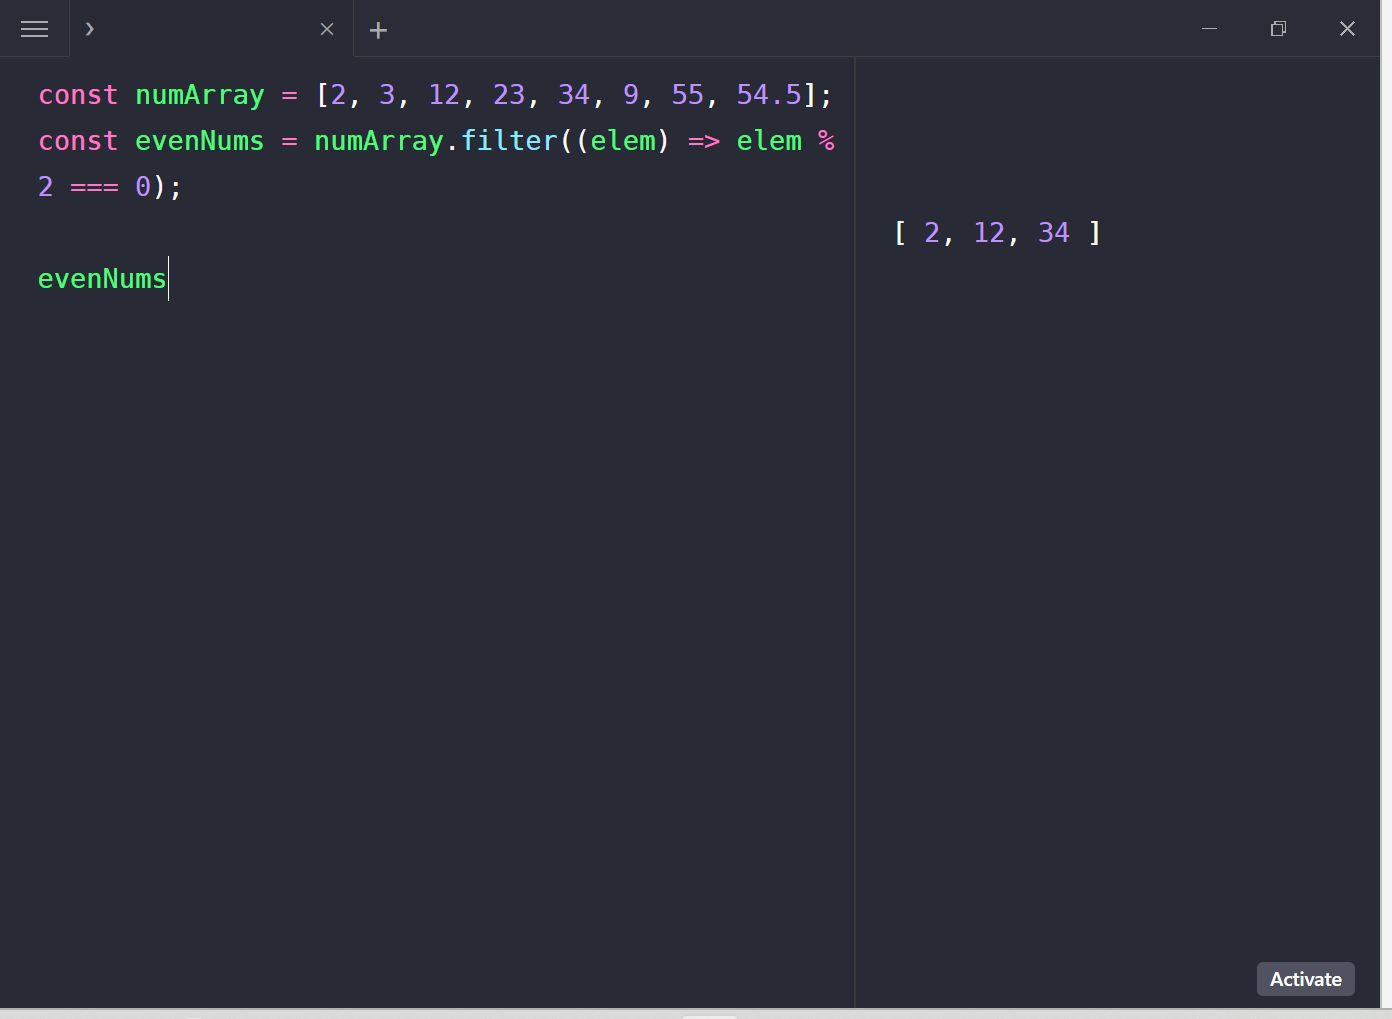 const numArray = [2, 3, 12, 23, 34, 9, 55, 54.5];
const evenNums = numArray.filter((elem) => elem %
2 === 0);
[ 2, 12, 34 ]
evenNums
Activate